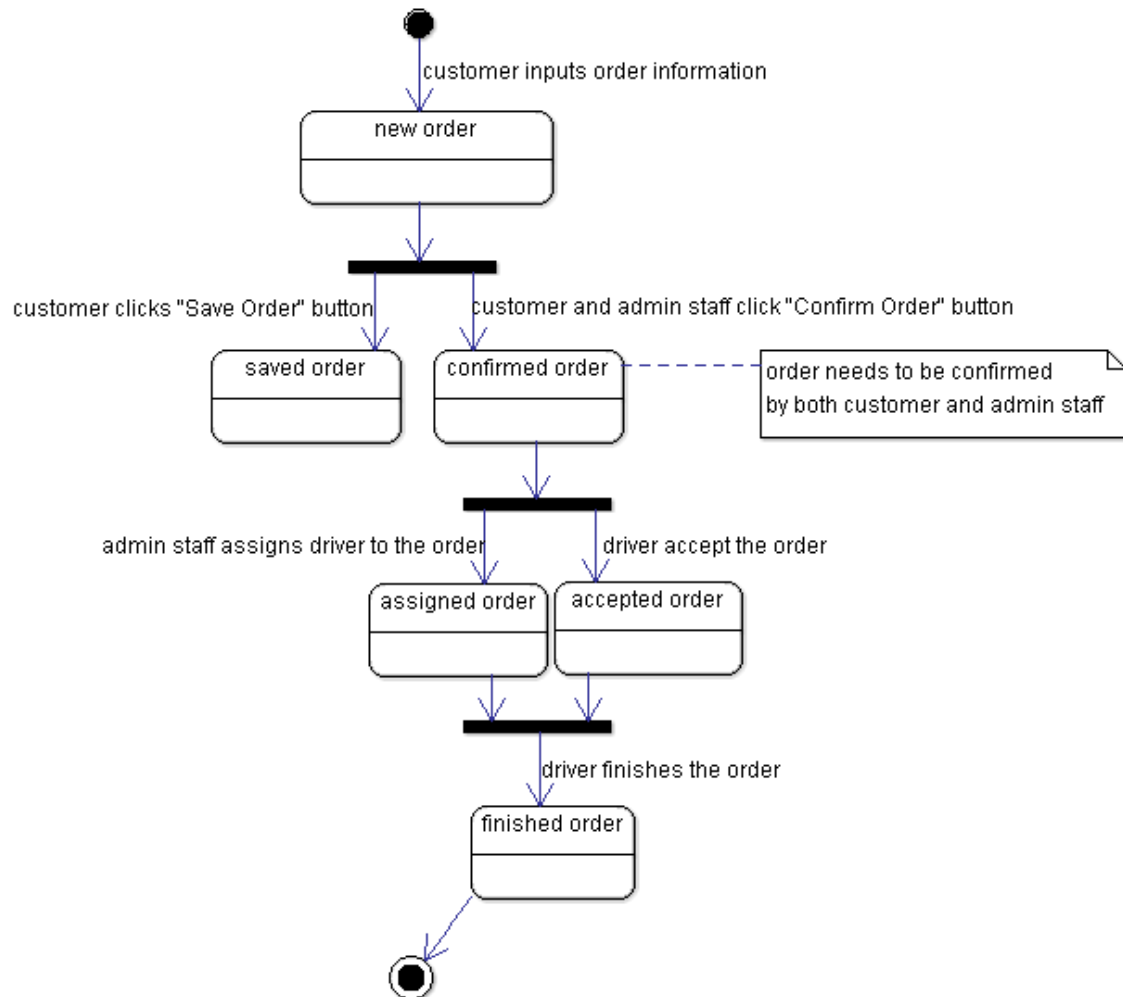 customer inputs order information
new order
customer clicks "Save Order" button
customer and admin staff click "Confirm Order" button
saved order
confirmed order
order needs to be confirmed
by both customer and admin staff
admin staff assigns driver to the order
driver accept the order
assigned order
accepted order
driver finishes the order
finished order